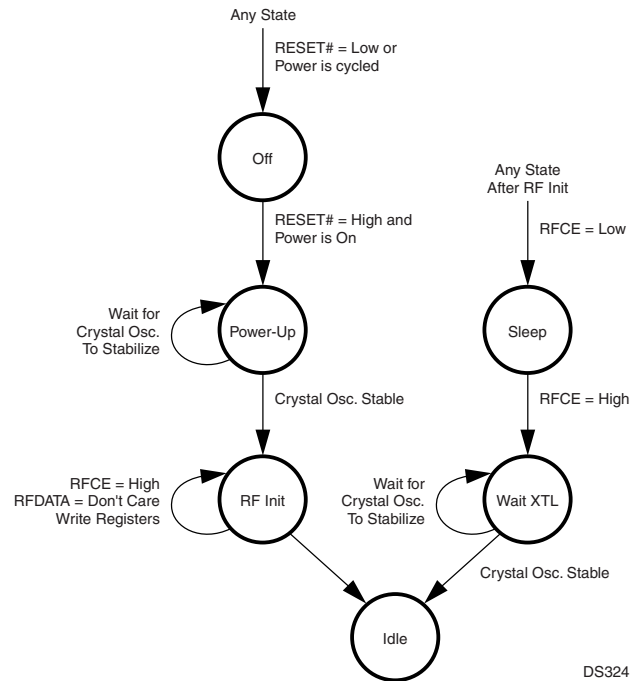 Any State
RESET# = Low or
Power is cycled
Off
Any State
After RF Init
RESET# = High and
Power is On
RFCE = Low
Wait for
Crystal Osc.
To Stabilize
Power-Up
Sleep
Crystal Osc. Stable
RFCE = High
RFCE = High
RFDATA = Don't Care
Write Registers
RF Init
Wait for
Crystal Osc.
To Stabilize
Wait XTL
Crystal Osc. Stable
Idle
DS324